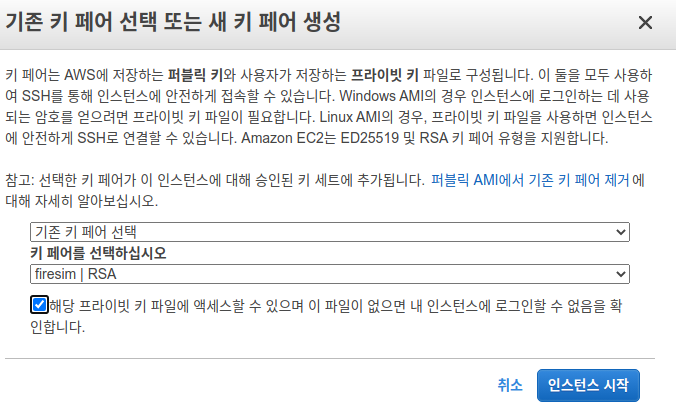 기존 키 페어 선택 또는 새 키 페어 생성
키 페어는 AWS에 저장하는 퍼블릭 키와 사용자가 저장하는 프라이빗 키 파일로 구성됩니다. 이 둘을 모두 사용하
여 SSH를 통해 인스턴스에 안전하게 접속할 수 있습니다. Windows AMI의 경우 인스턴스에 로그인하는 데 사용
되는 암호를 얻으려면 프라이빗 키 파일이 필요합니다. Linux AMI의 경우, 프라이빗 키 파일을 사용하면 인스턴스
에 안전하게 SSH로 연결할 수 있습니다. Amazon EC2는 ED25519 및 RSA 키 페어 유형을 지원합니다.
참고: 선택한 키 페어가 이 인스턴스에 대해 승인된 키 세트에 추가됩니다. 퍼블릭 AMI에서 기존 키 페어 제거에
대해 자세히 알아보십시오.
기존 키 페어 선택
키 페어를 선택하십시오
firesim | RSA
해당 프라이빗 키 파일에 액세스할 수 있으며 이 파일이 없으면 내 인스턴스에 로그인할 수 없음을 확
인합니다.
취소 인스턴스 시작